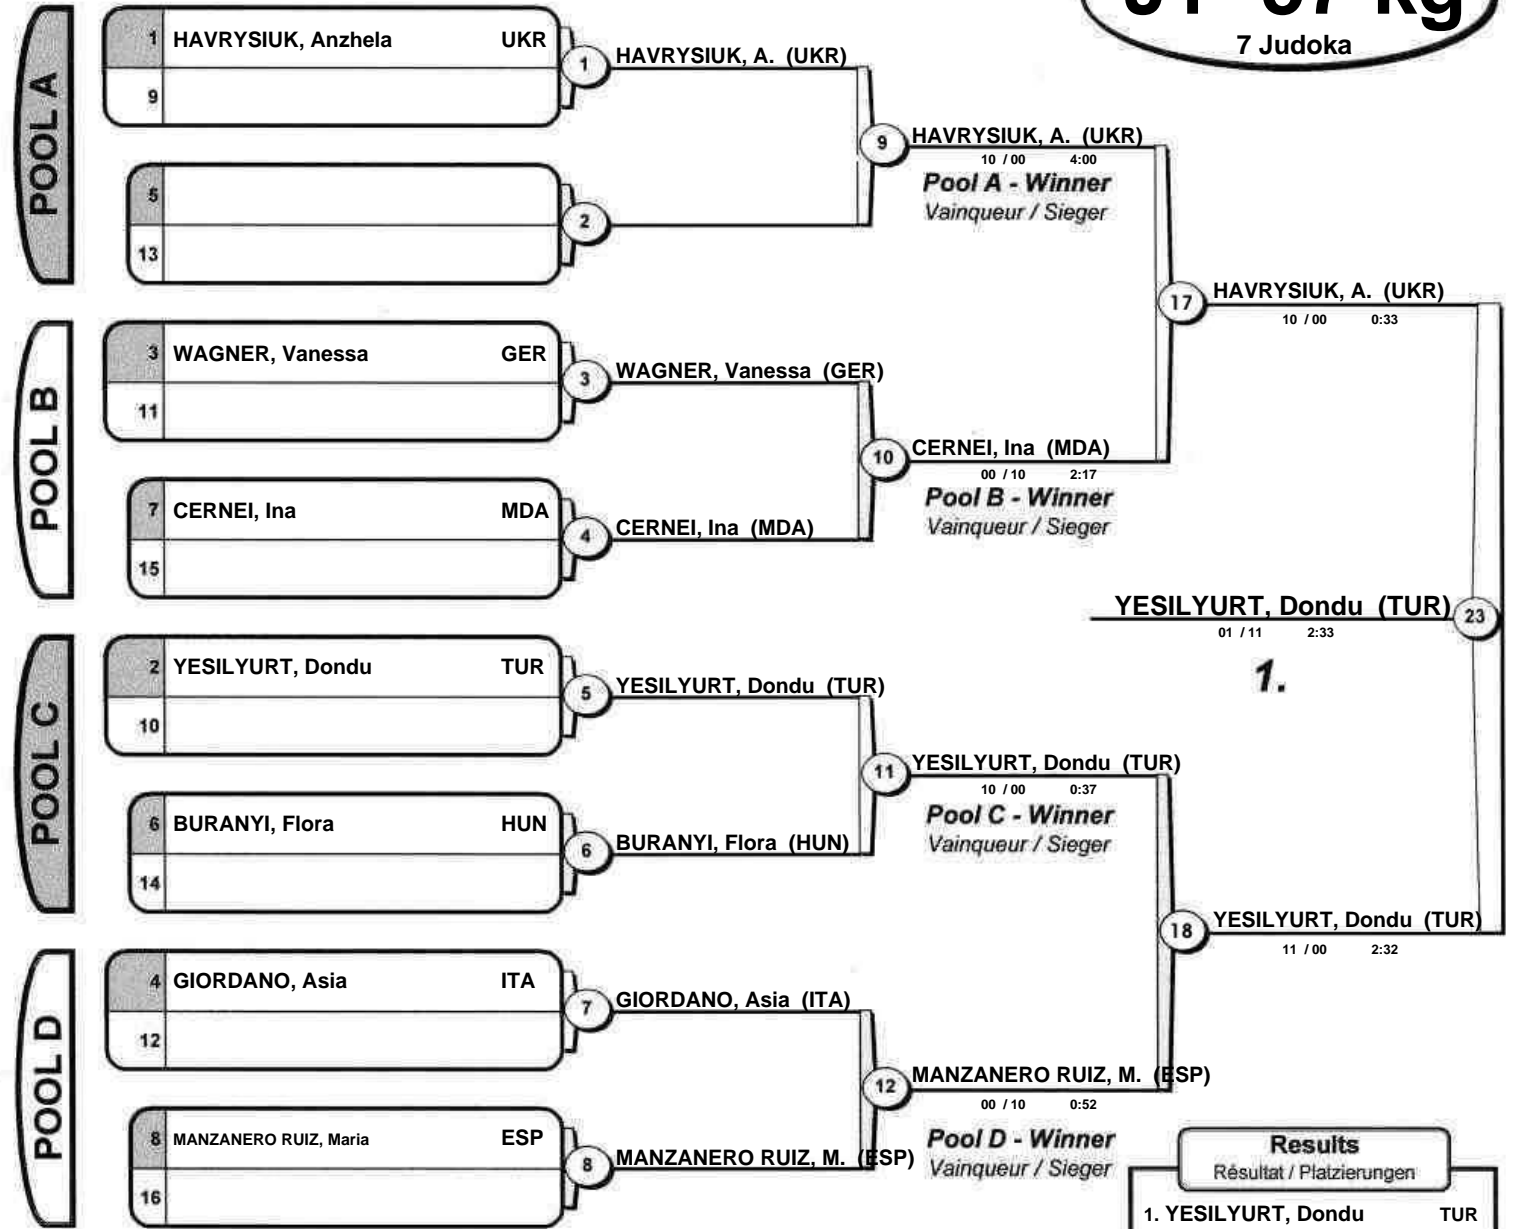 7 Judoka
POOL A
1 HAVRYSIUK, Anzhela UKR
9
1 HAVRYSIUK, A. (UKR)
5
13
2
9 HAVRYSIUK, A. (UKR)
10 / 00 4:00
Pool A - Winner
Vainqueur / Sieger
POOL B
3 WAGNER, Vanessa GER
11
3 WAGNER, Vanessa (GER)
7 CERNEI, Ina MDA
15
4 CERNEI, Ina (MDA)
10 CERNEI, Ina (MDA)
00 / 10 2:17
Pool B - Winner
Vainqueur / Sieger
17 HAVRYSIUK, A. (UKR)
10 / 00 0:33
POOL C
2 YESILYURT, Dondu TUR
10
5 YESILYURT, Dondu (TUR)
6 BURANYI, Flora HUN
14
6 BURANYI, Flora (HUN)
11 YESILYURT, Dondu (TUR)
10 / 00 0:37
Pool C - Winner
Vainqueur / Sieger
POOL D
4 GIORDANO, Asia ITA
12
7 GIORDANO, Asia (ITA)
8 MANZANERO RUIZ, Maria ESP
16
8 MANZANERO RUIZ, M. (ESP)
12 MANZANERO RUIZ, M. (ESP)
00 / 10 0:52
Pool D - Winner
Vainqueur / Sieger
18 YESILYURT, Dondu (TUR)
11 / 00 2:32
YESILYURT, Dondu (TUR) 23
01 / 11 2:33
1.
Results
Résultat / Platzierungen
1. YESILYURT, Dondu TUR